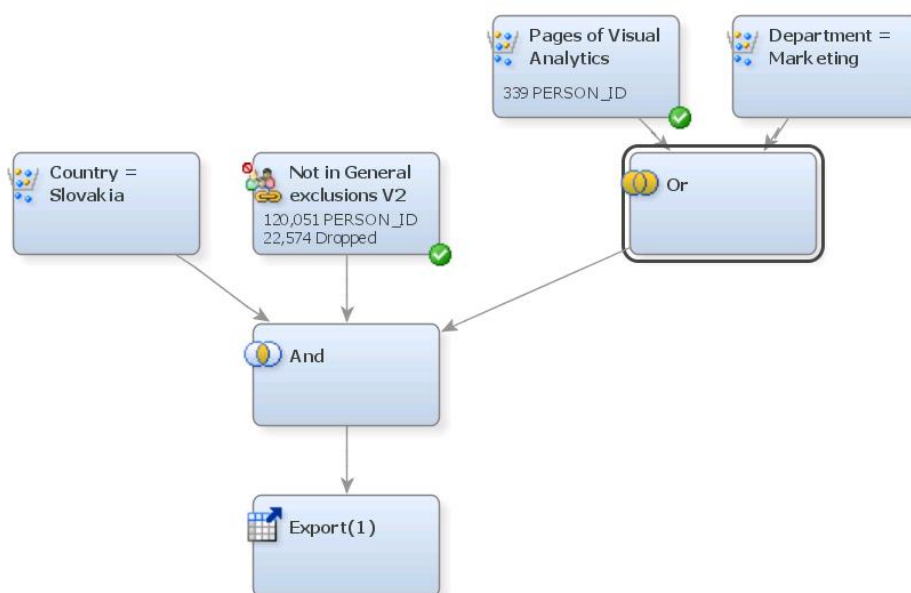 Pages of Visual
Analytics
339 PERSON_ID
Department =
Marketing
Country =
Slovakia
Not in General
exclusions V2
120,051 PERSON_ID
22,574 Dropped
Or
And
Export(1)